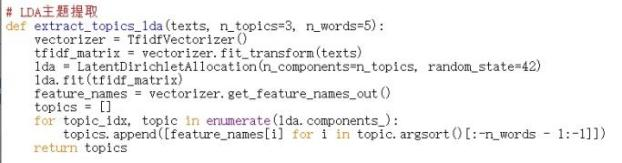 # LDA主题提取
def extract_topics_lda(texts, n_topics=3, n_words=5):
    vectorizer = TfidfVectorizer()
    tfidf_matrix = vectorizer.fit_transform(texts)
    lda = LatentDirichletAllocation(n_components=n_topics, random_state=42)
    lda.fit(tfidf_matrix)
    feature_names = vectorizer.get_feature_names_out()
    topics = []
    for topic_idx, topic in enumerate(lda.components_):
        topics.append([feature_names[i] for i in topic.argsort()[:-n_words - 1:-1]])
    return topics